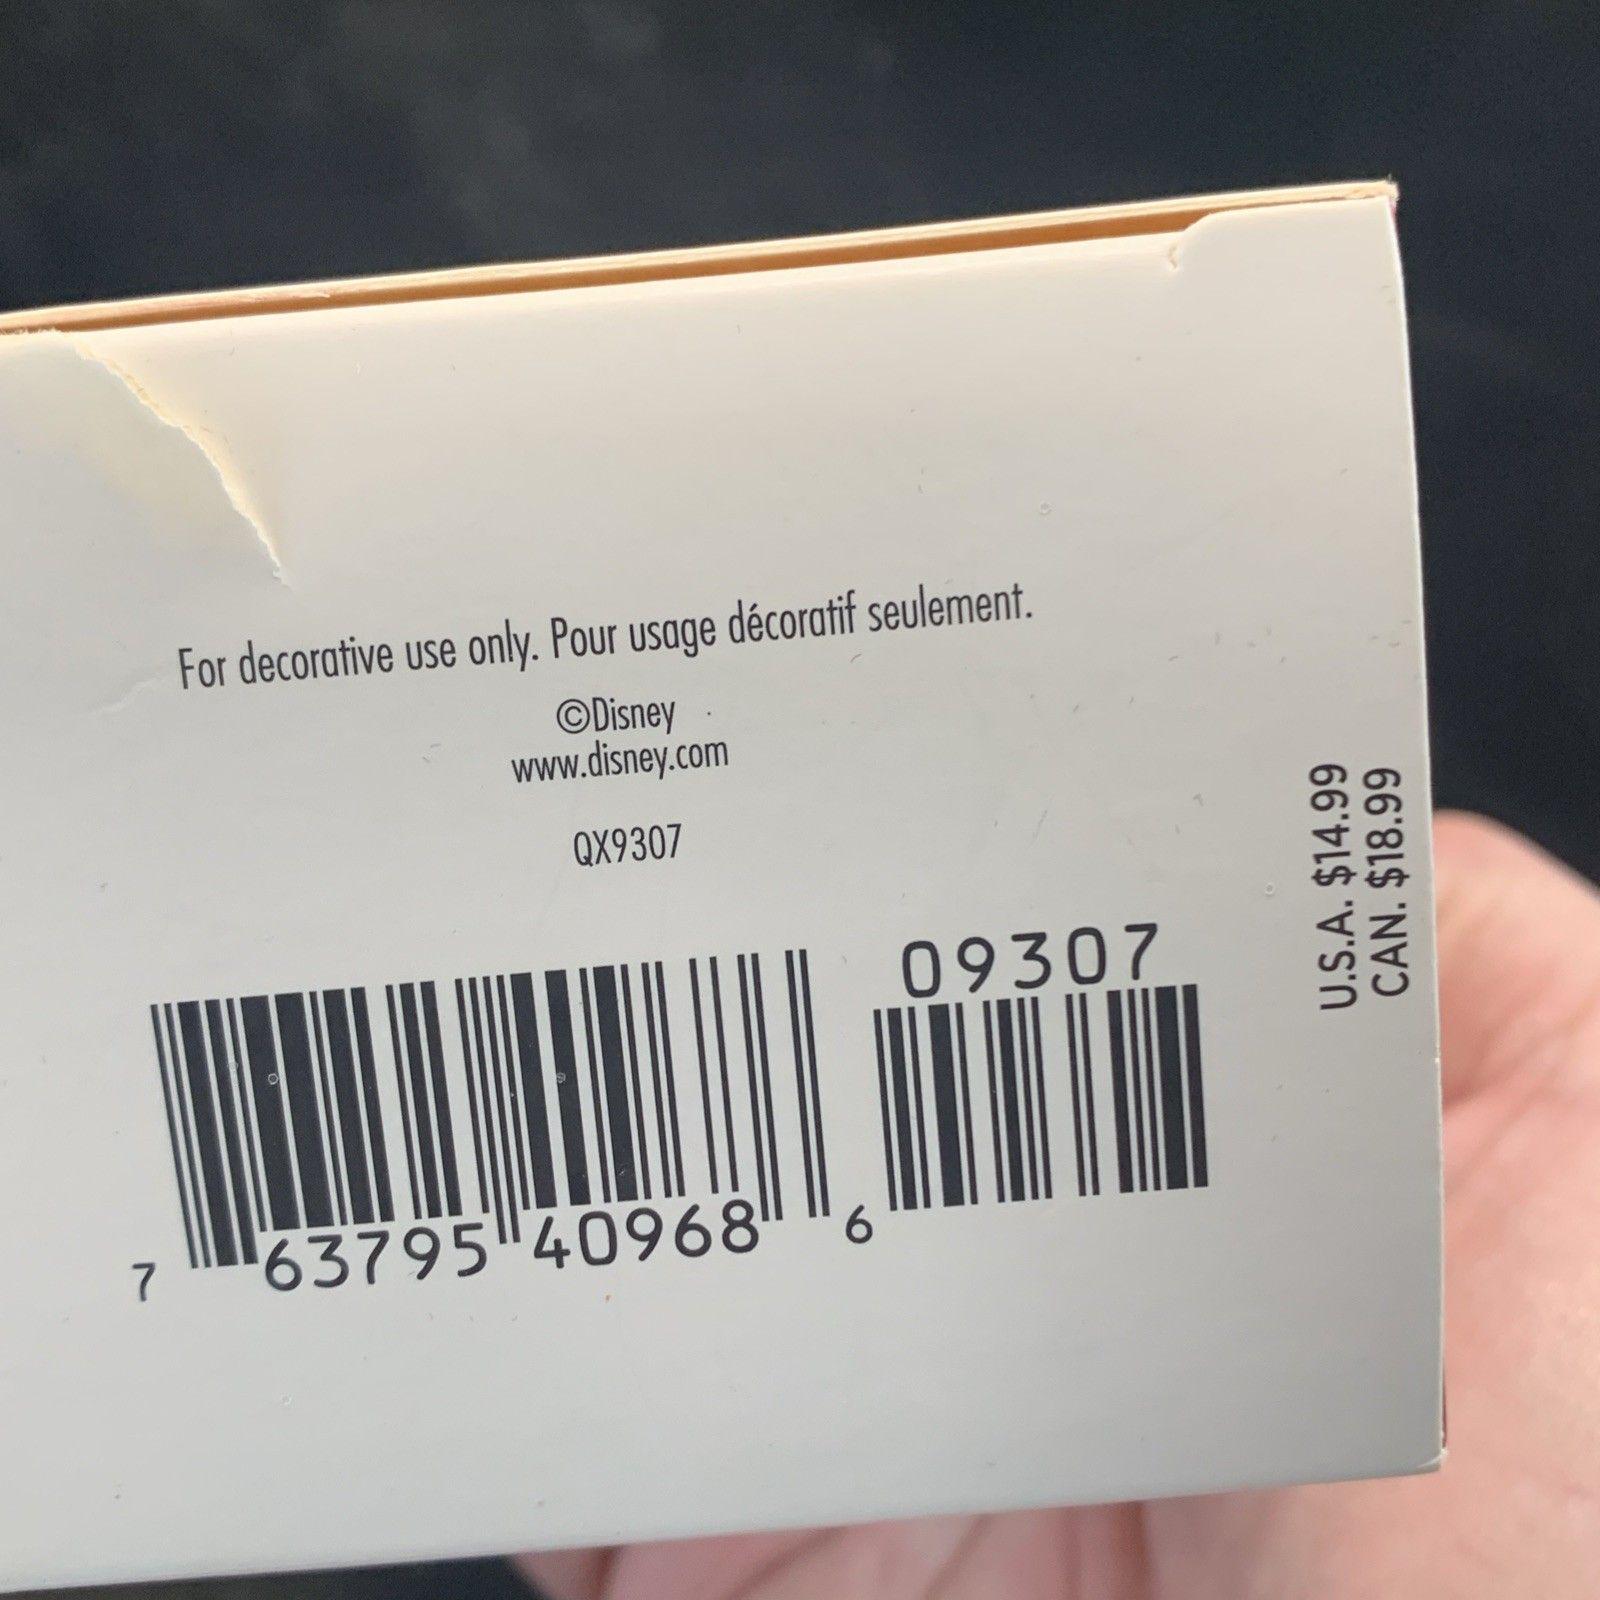 For decorative use only. Pour usage décoratif seulement.
©Disney
www.disney.com
QX9307
09307
7 63795 40968 6
U.S.A. $14.99
CAN. $18.99